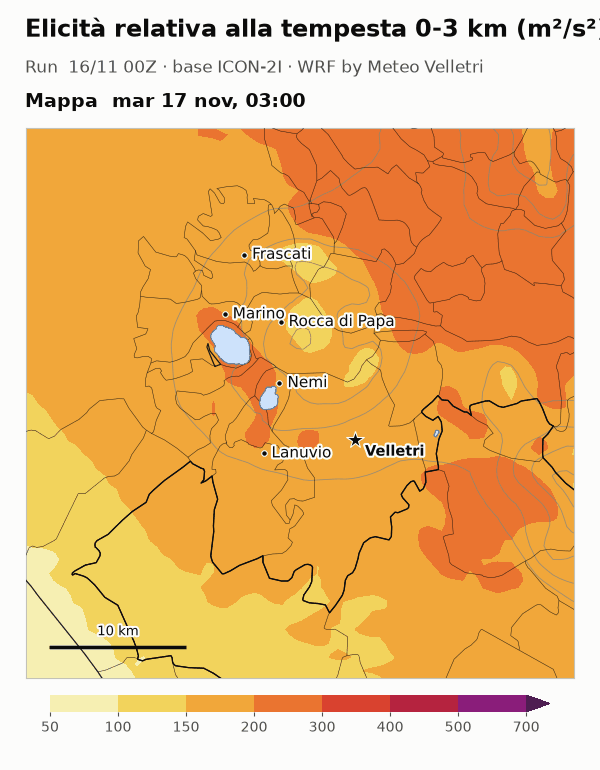 Elicità relativa alla tempesta 0-3 km (m²/s²)
Run 16/11 00Z · base ICON-2I · WRF by Meteo Velletri
Mappa mar 17 nov, 03:00
Frascati
Marino
Rocca di Papa
Nemi
Velletri
Lanuvio
10 km
50 100 150 200 300 400 500 700